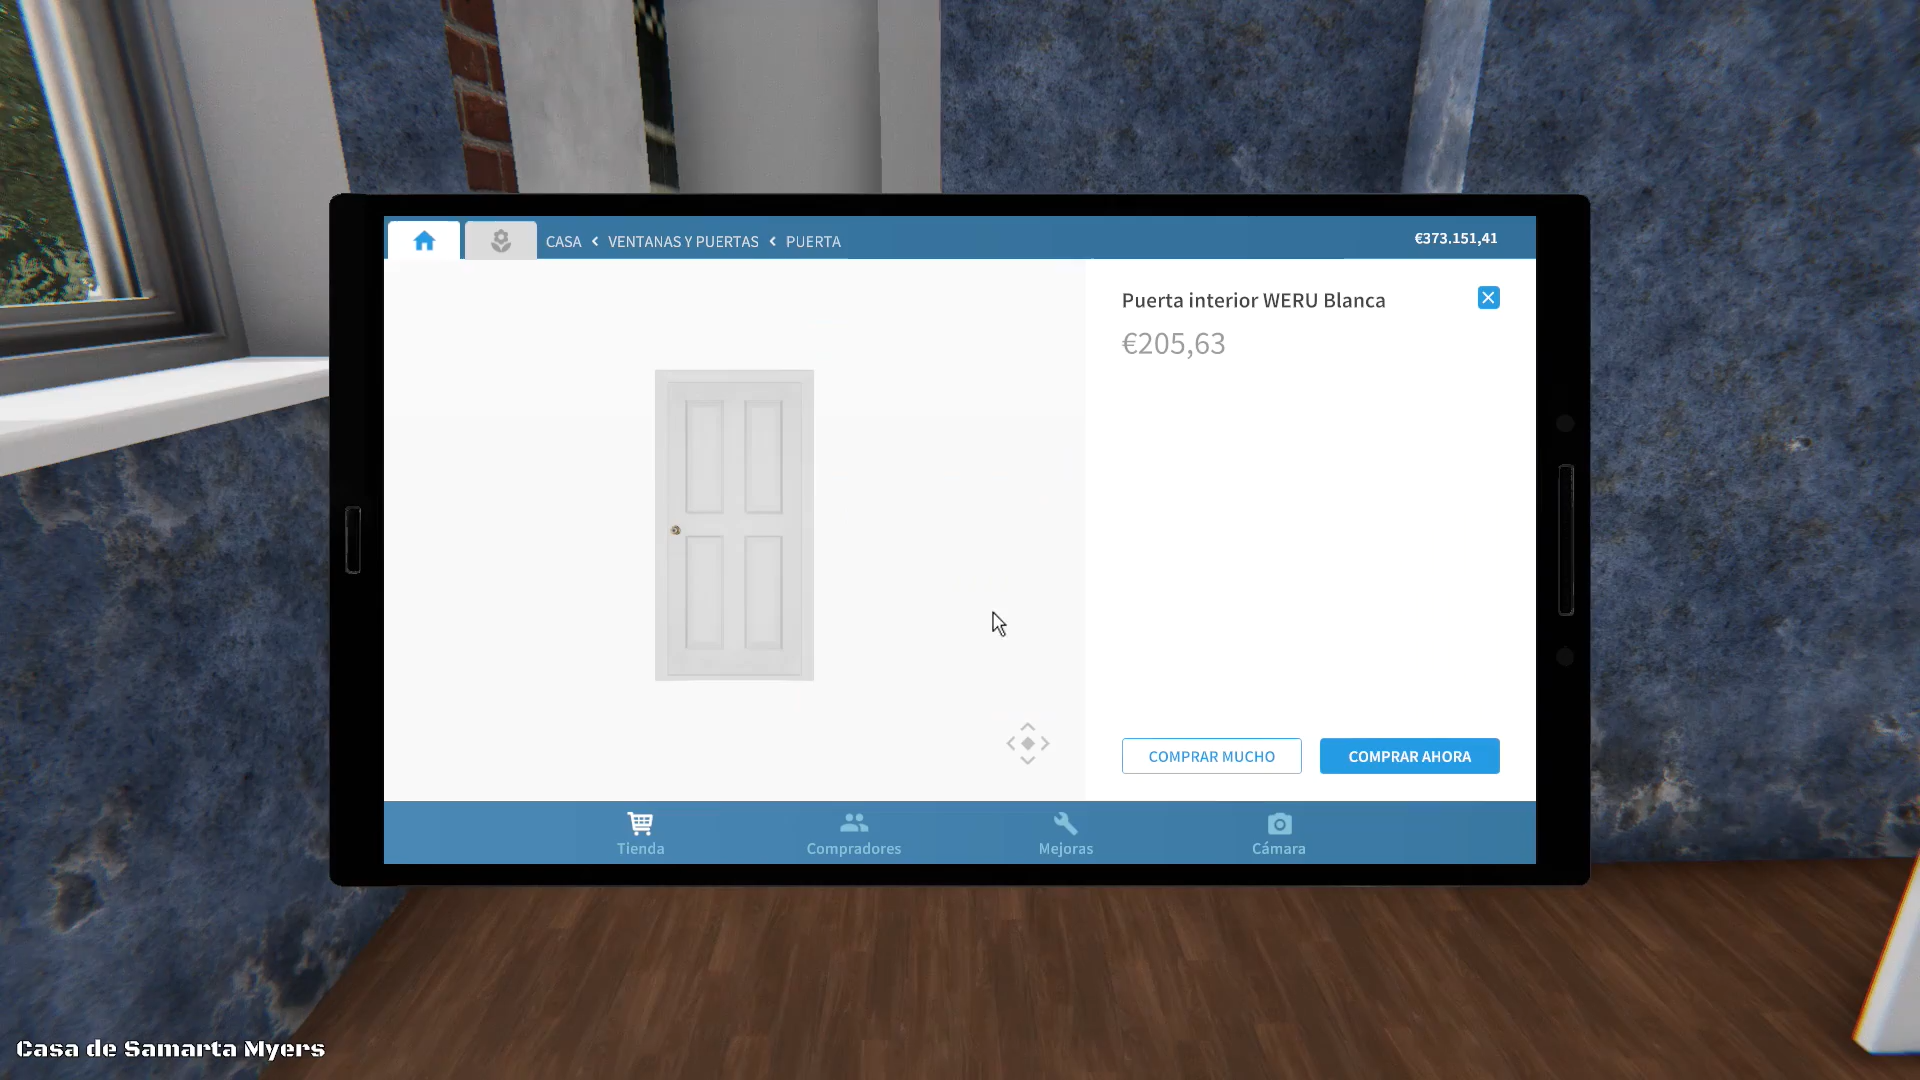 CASA < VENTANAS Y PUERTAS < PUERTA
€373.151,41
Puerta interior WERU Blanca
€205,63
COMPRAR MUCHO
COMPRAR AHORA
Tienda
Compradores
Mejoras
Cámara
Casa de Samarta Myers